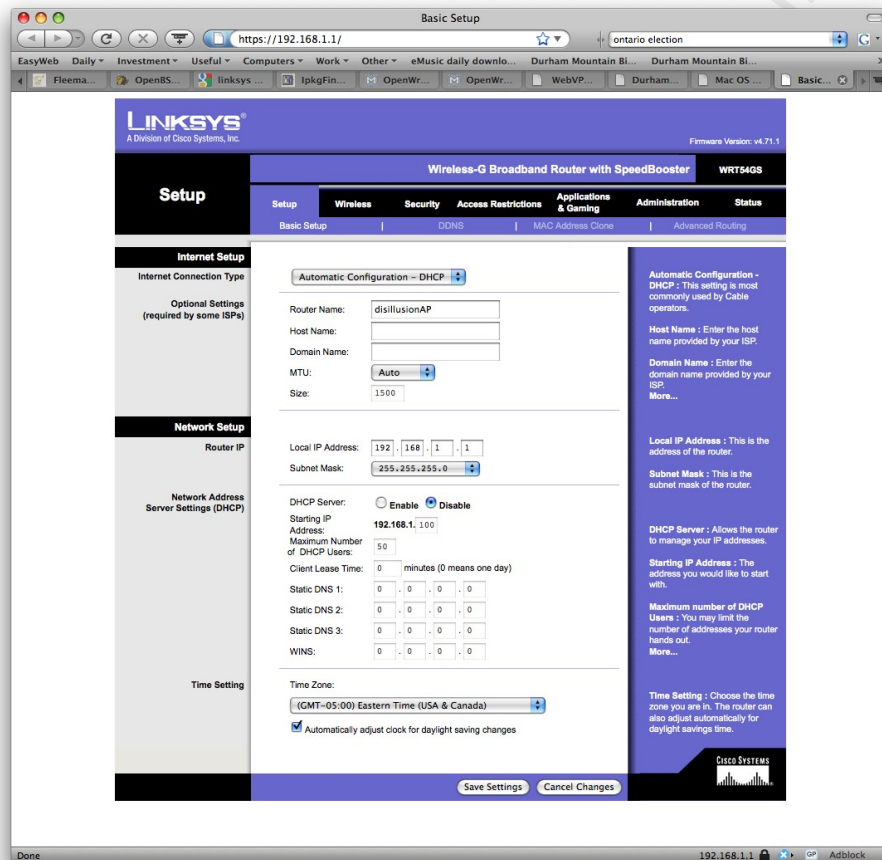 Basic Setup
https://192.168.1.1/
ontario election
G
EasyWeb Daily Investment Useful Computers Work Other eMusic daily downlo... Durham Mountain Bi... Durham Mountain Bi...
Fleema... OpenBS... linksys ... IpkgFin... OpenWr... OpenWr... WebVP... Durham... Mac OS ... Basic...
LINKSYS®
A Division of Cisco Systems, Inc.
Firmware Version: v4.71.1
Wireless-G Broadband Router with SpeedBooster WRT54GS
Setup
Setup Wireless Security Access Restrictions Applications & Gaming Administration Status
Basic Setup | DDNS | MAC Address Clone | Advanced Routing
Internet Setup
Internet Connection Type
Automatic Configuration - DHCP
Optional Settings
(required by some ISPs)
Router Name: disillusionAP
Host Name:
Domain Name:
MTU: Auto
Size: 1500
Network Setup
Router IP
Local IP Address: 192 . 168 . 1 . 1
Subnet Mask: 255.255.255.0
Network Address
Server Settings (DHCP)
DHCP Server: Enable Disable
Starting IP
Address: 192.168.1. 100
Maximum Number
of DHCP Users: 50
Client Lease Time: 0 minutes (0 means one day)
Static DNS 1: 0 . 0 . 0 . 0
Static DNS 2: 0 . 0 . 0 . 0
Static DNS 3: 0 . 0 . 0 . 0
WINS: 0 . 0 . 0 . 0
Time Setting
Time Zone:
(GMT-05:00) Eastern Time (USA & Canada)
Automatically adjust clock for daylight saving changes
Automatic Configuration -
DHCP : This setting is most
commonly used by Cable
operators.
Host Name : Enter the host
name provided by your ISP.
Domain Name : Enter the
domain name provided by your
ISP.
More...
Local IP Address : This is the
address of the router.
Subnet Mask : This is the
subnet mask of the router.
DHCP Server : Allows the router
to manage your IP addresses.
Starting IP Address : The
address you would like to start
with.
Maximum number of DHCP
Users : You may limit the
number of addresses your router
hands out.
More...
Time Setting : Choose the time
zone you are in. The router can
also adjust automatically for
daylight savings time.
CISCO SYSTEMS
Save Settings Cancel Changes
Done
192.168.1.1 GP Adblock